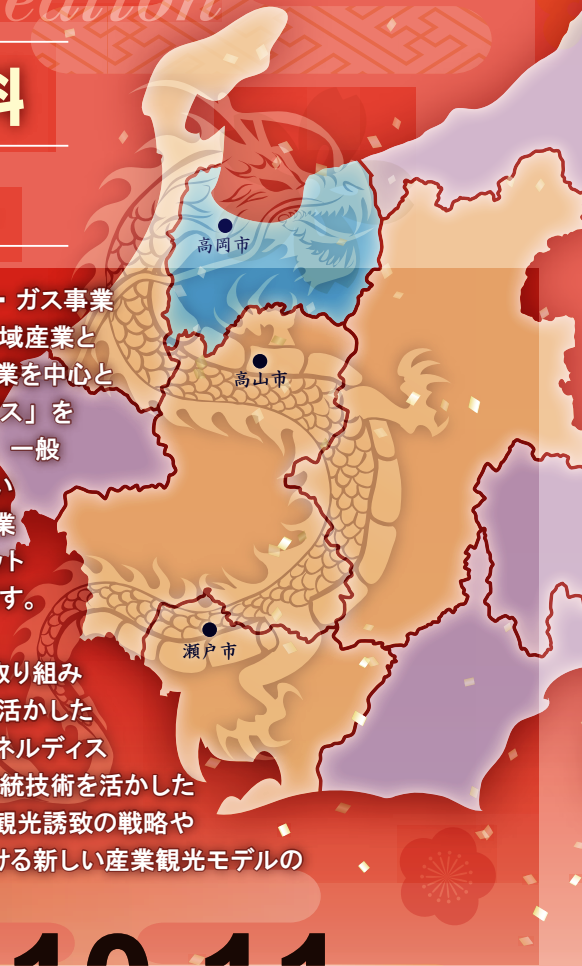 eation
料
高岡市
・ガス事業
域産業と
高山市
業を中心と
ス」を
一般
い
業
ット
す。
瀬戸市
取り組み
活かした
ネルディス
統技術を活かした
観光誘致の戦略や
ける新しい産業観光モデルの
10 11